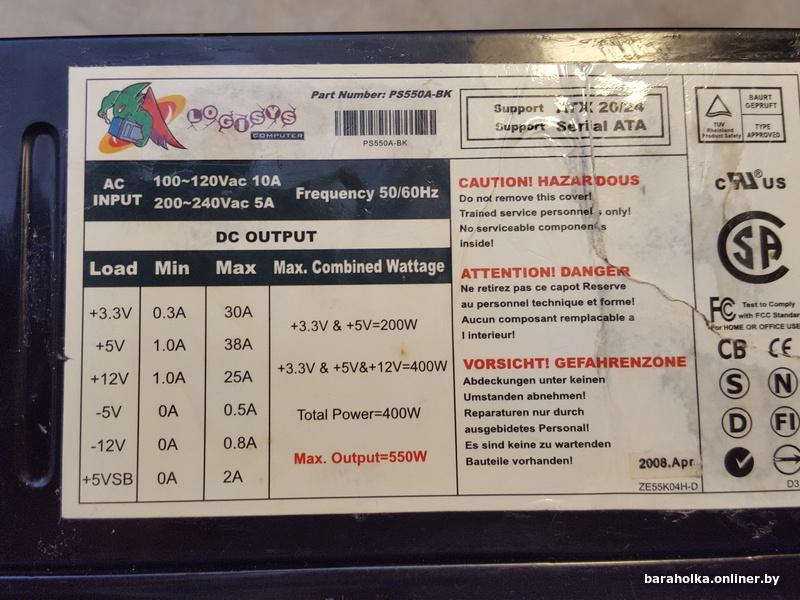 LOGISYS
COMPUTER
Part Number: PS550A-BK
PS550A-BK
Support ATX 20/24
Support Serial ATA
TUV
Rheinland
Product Safety
BAURT
GEPRUFT
TYPE
APPROVED
AC INPUT
100~120Vac 10A
200~240Vac 5A
Frequency 50/60Hz
DC OUTPUT
Load Min Max Max. Combined Wattage
+3.3V 0.3A 30A
+5V 1.0A 38A
+12V 1.0A 25A
-5V 0A 0.5A
-12V 0A 0.8A
+5VSB 0A 2A
+3.3V & +5V=200W
+3.3V & +5V&+12V=400W
Total Power=400W
Max. Output=550W
CAUTION! HAZARDOUS
Do not remove this cover!
Trained service personnel only!
No serviceable components
inside!
ATTENTION! DANGER
Ne retirez pas ce capot Reserve
au personnel technique et forme!
Aucun composant remplacable a
l interieur!
VORSICHT! GEFAHRENZONE
Abdeckungen unter keinen
Umstanden abnehmen!
Reparaturen nur durch
ausgebidetes Personal!
Es sind keine zu wartenden
Bauteile vorhanden!
2008.Apr
ZE55K04H-D
c US
SA
FC Test to Comply
with FCC Standar
For HOME OR OFFICE USE
CB CE
S N
D FI
D3
baraholka.onliner.by